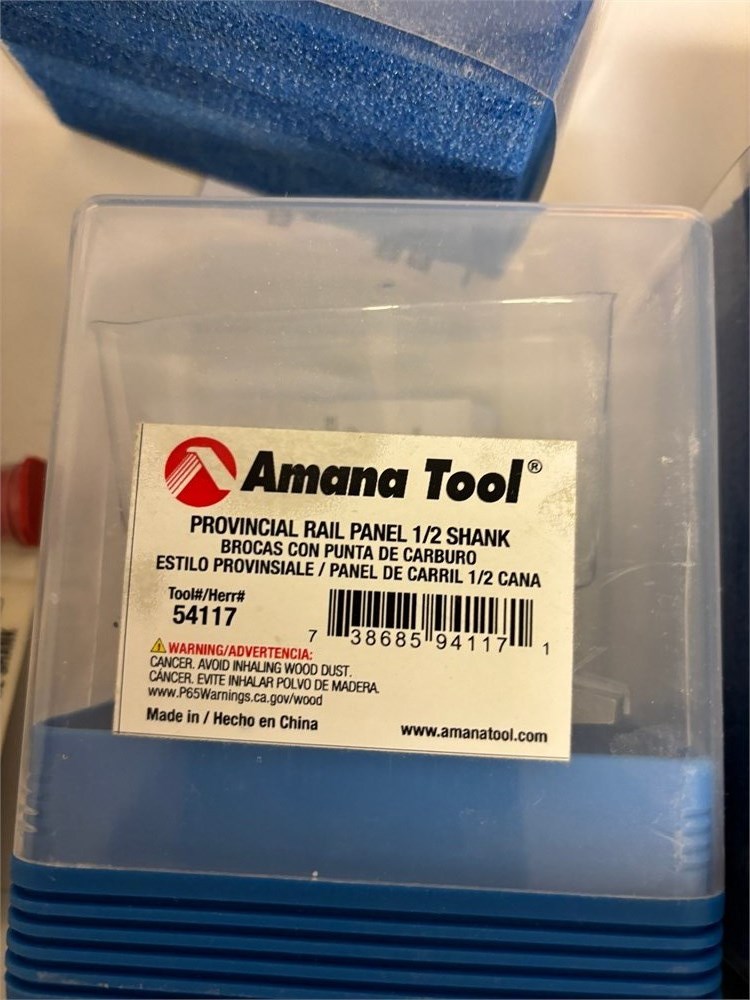 Amana Tool®
PROVINCIAL RAIL PANEL 1/2 SHANK
BROCAS CON PUNTA DE CARBURO
ESTILO PROVINSIALE / PANEL DE CARRIL 1/2 CANA
Tool#/Herr#
54117
7 38685 94117 1
WARNING/ADVERTENCIA:
CANCER. AVOID INHALING WOOD DUST.
CÁNCER. EVITE INHALAR POLVO DE MADERA.
www.P65Warnings.ca.gov/wood
Made in / Hecho en China
www.amanatool.com